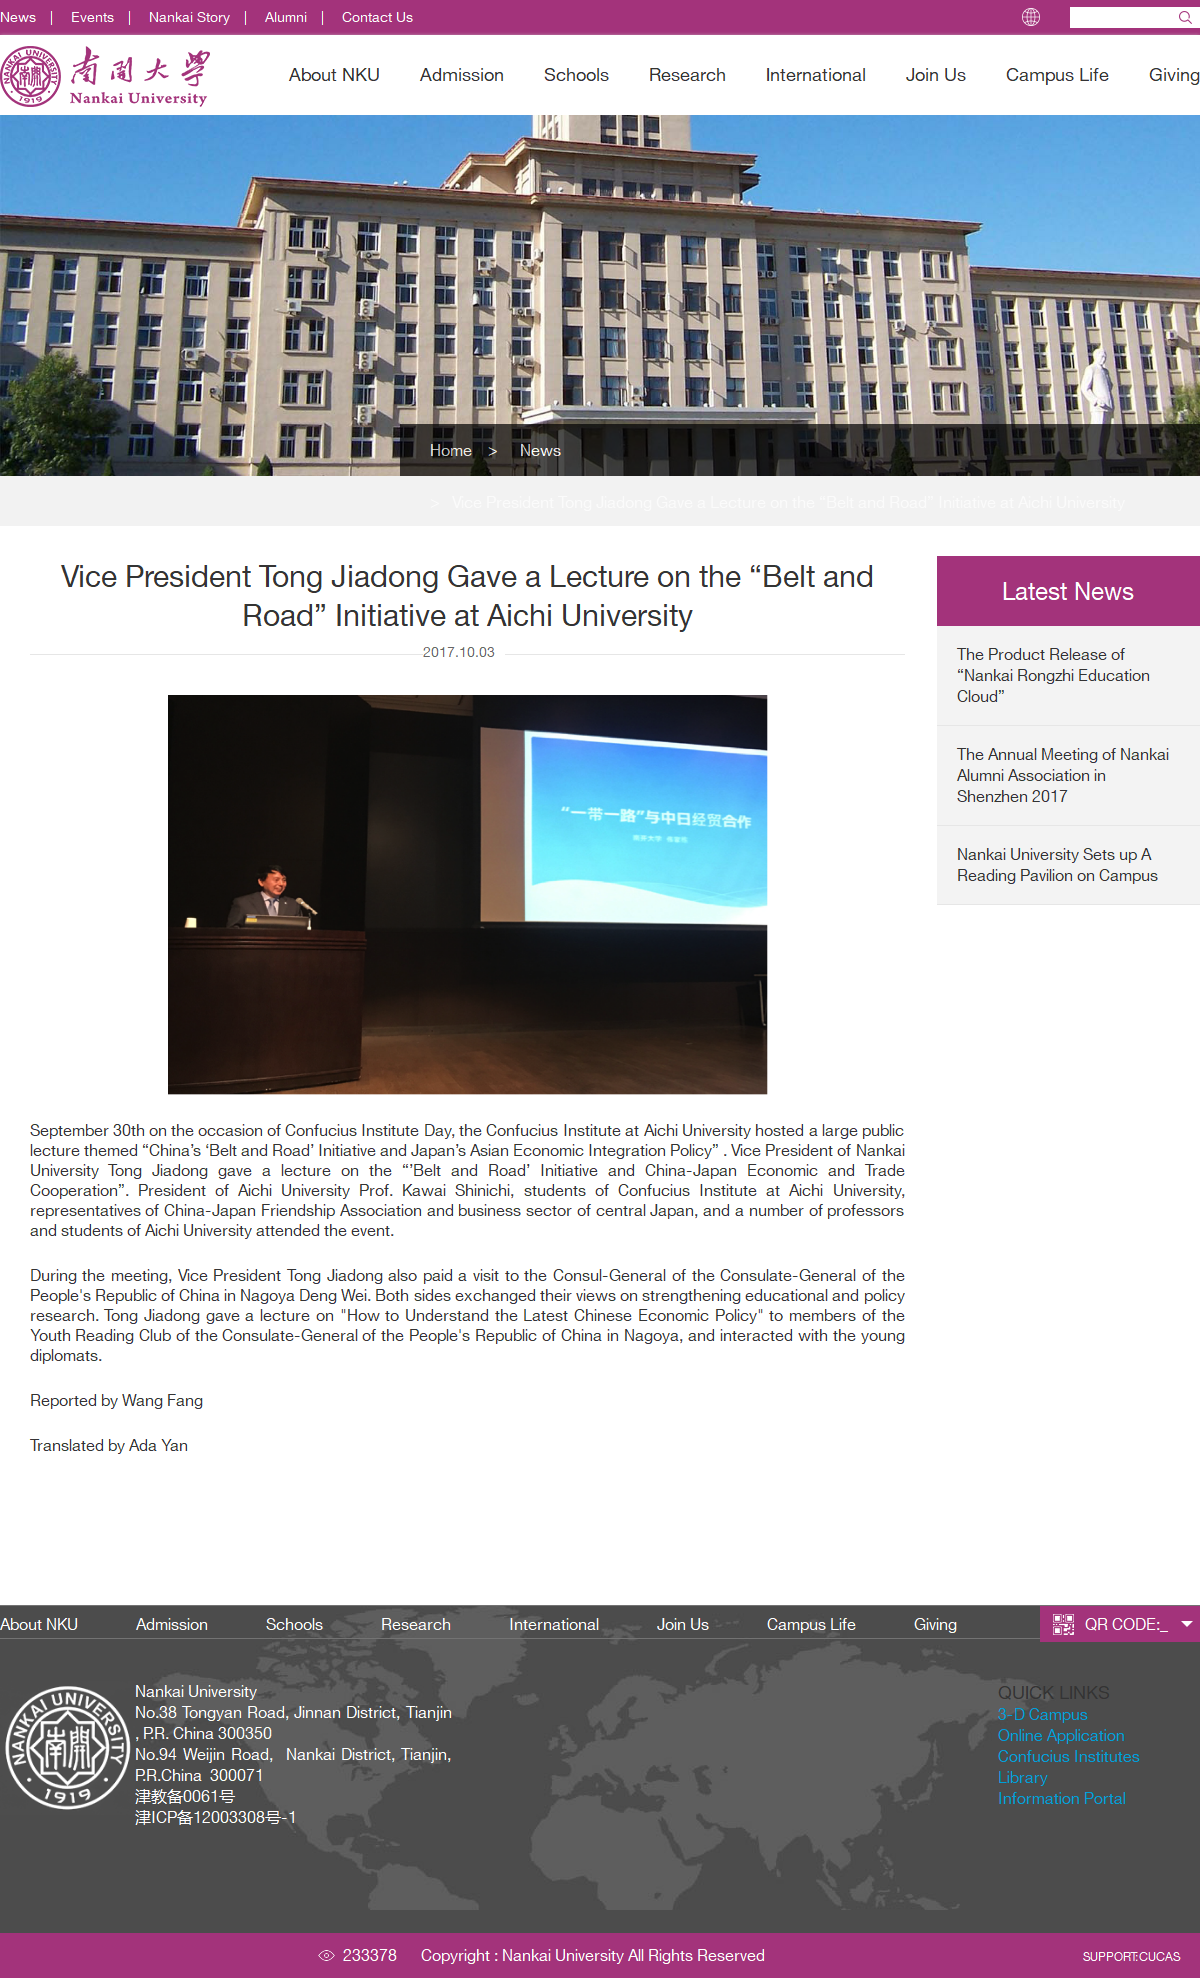 News | Events | Nankai Story | Alumni | Contact Us
NANKAI UNIVERSITY
1919
南開大學
Nankai University
About NKU Admission Schools Research International Join Us Campus Life Giving
Home > News
> Vice President Tong Jiadong Gave a Lecture on the “Belt and Road” Initiative at Aichi University
Vice President Tong Jiadong Gave a Lecture on the “Belt and
Road” Initiative at Aichi University
2017.10.03
“一带一路”与中日经贸合作
September 30th on the occasion of Confucius Institute Day, the Confucius Institute at Aichi University hosted a large public
lecture themed “China’s ‘Belt and Road’ Initiative and Japan’s Asian Economic Integration Policy” . Vice President of Nankai
University Tong Jiadong gave a lecture on the “’Belt and Road’ Initiative and China-Japan Economic and Trade
Cooperation”. President of Aichi University Prof. Kawai Shinichi, students of Confucius Institute at Aichi University,
representatives of China-Japan Friendship Association and business sector of central Japan, and a number of professors
and students of Aichi University attended the event.
During the meeting, Vice President Tong Jiadong also paid a visit to the Consul-General of the Consulate-General of the
People's Republic of China in Nagoya Deng Wei. Both sides exchanged their views on strengthening educational and policy
research. Tong Jiadong gave a lecture on "How to Understand the Latest Chinese Economic Policy" to members of the
Youth Reading Club of the Consulate-General of the People's Republic of China in Nagoya, and interacted with the young
diplomats.
Reported by Wang Fang
Translated by Ada Yan
Latest News
The Product Release of
“Nankai Rongzhi Education
Cloud”
The Annual Meeting of Nankai
Alumni Association in
Shenzhen 2017
Nankai University Sets up A
Reading Pavilion on Campus
About NKU Admission Schools Research International Join Us Campus Life Giving QR CODE:_
NANKAI UNIVERSITY
南開
1919
Nankai University
No.38 Tongyan Road, Jinnan District, Tianjin
, P.R. China 300350
No.94 Weijin Road, Nankai District, Tianjin,
P.R.China 300071
津教备0061号
津ICP备12003308号-1
QUICK LINKS
3-D Campus
Online Application
Confucius Institutes
Library
Information Portal
233378 Copyright : Nankai University All Rights Reserved
SUPPORT:CUCAS